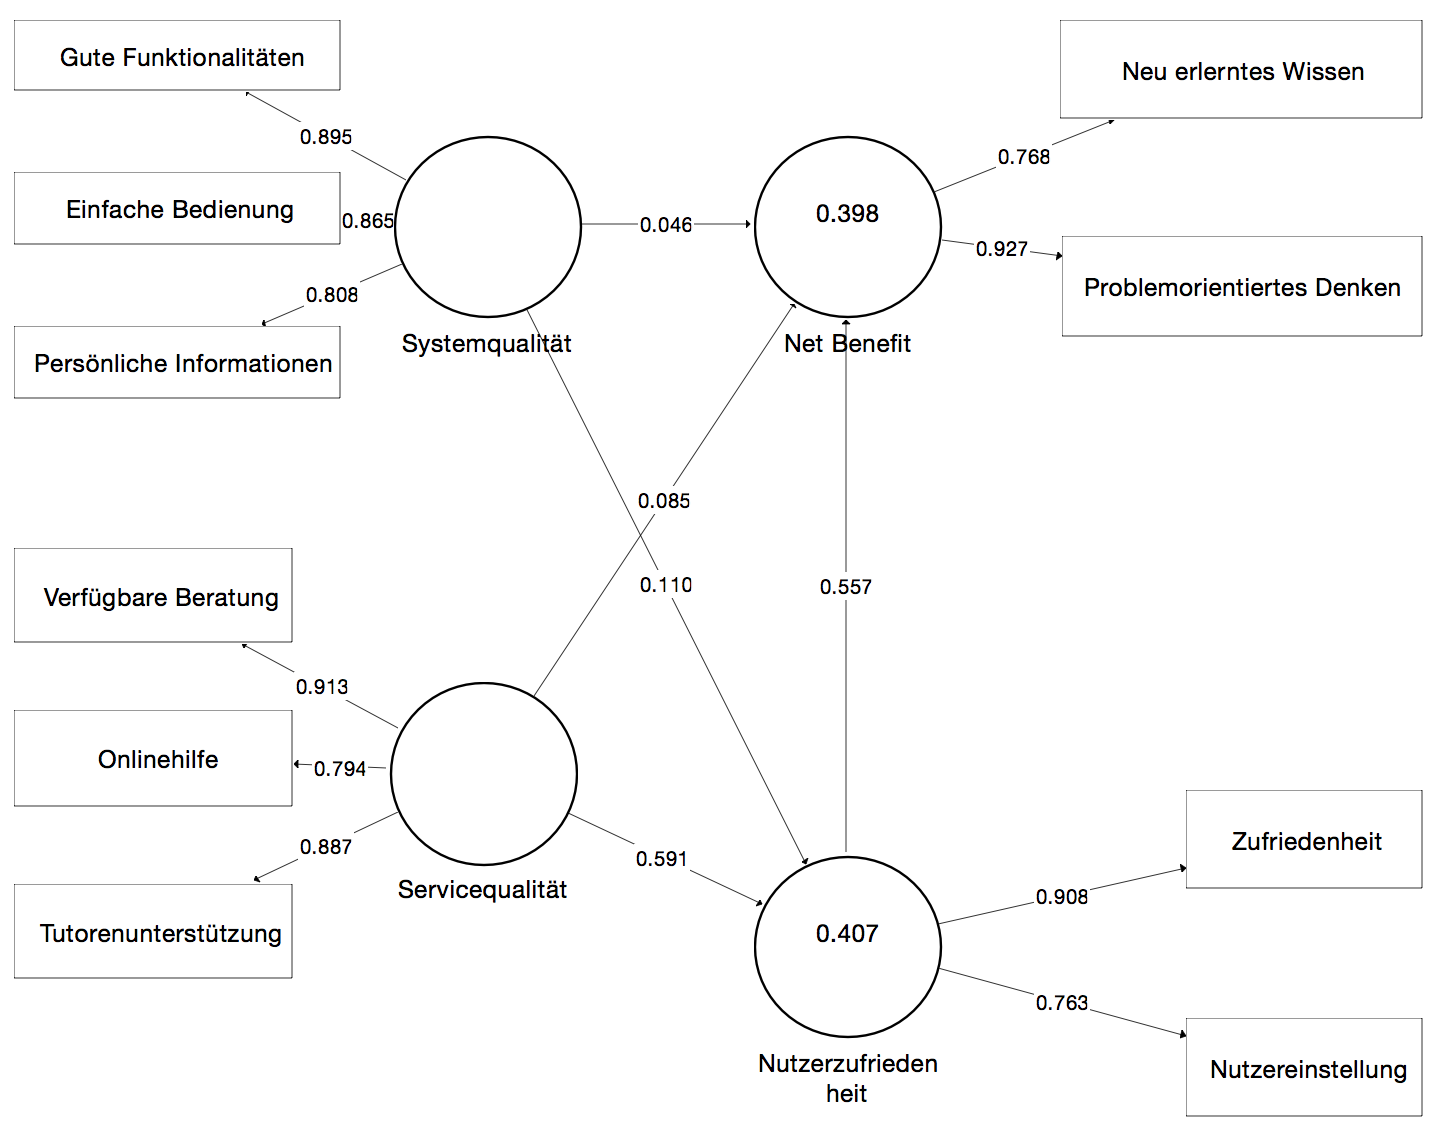 Gute Funktionalitäten
Neu erlerntes Wissen
0.895
0.768
Einfache Bedienung
0.865
0.046
0.398
0.927
Problemorientiertes Denken
0.808
Persönliche Informationen
Systemqualität
Net Benefit
0.085
0.110
0.557
Verfügbare Beratung
0.913
Onlinehilfe
0.794
0.887
0.591
Servicequalität
Tutorenunterstützung
Zufriedenheit
0.908
0.407
0.763
Nutzerzufrieden
heit
Nutzereinstellung